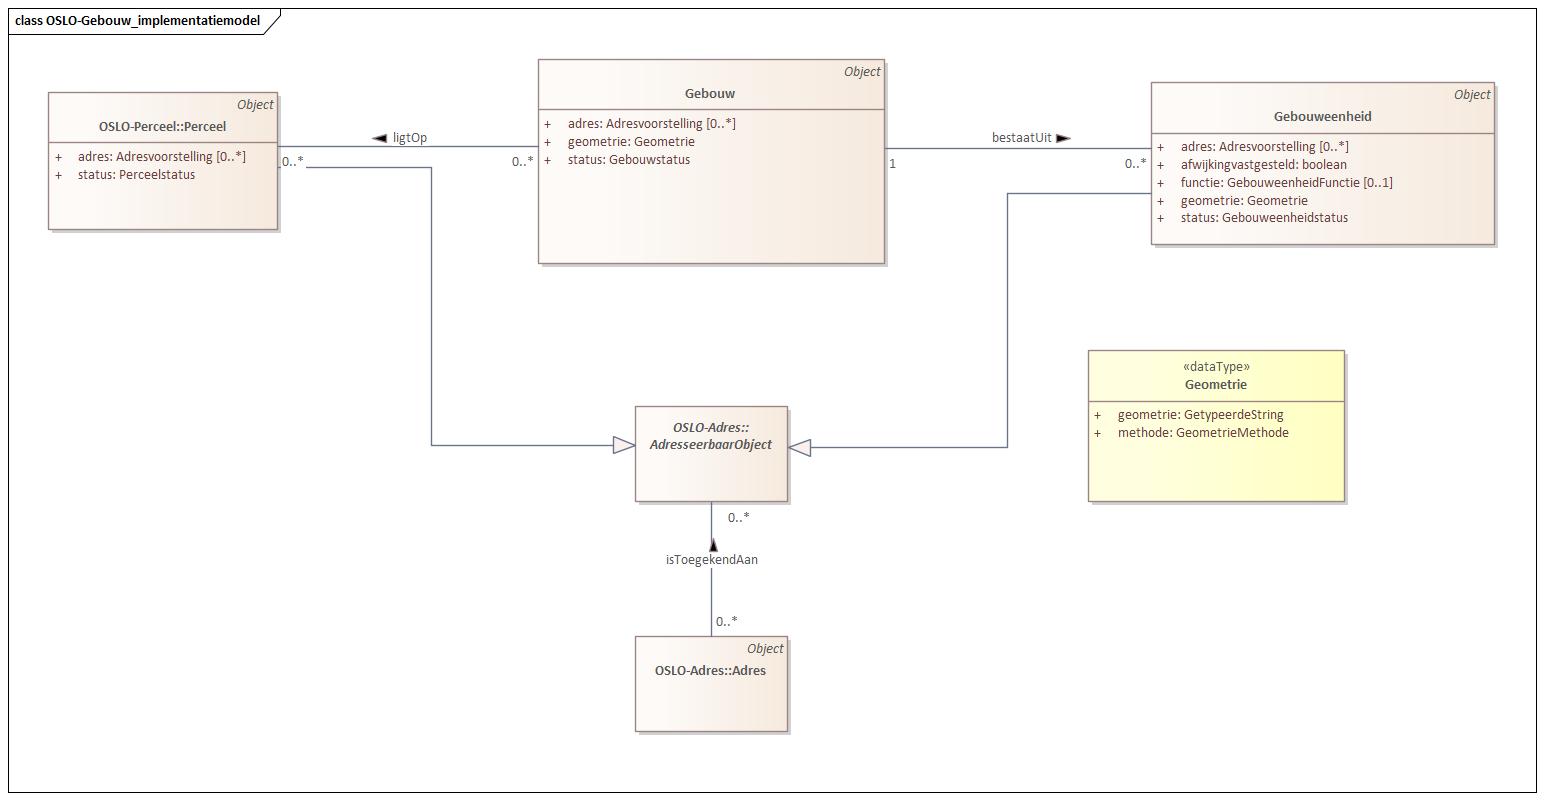 class OSLO-Gebouw_implementatiemodel
Object
OSLO-Perceel::Perceel
+ adres: Adresvoorstelling [0..*]
+ status: Perceelstatus
ligtOp
0..*
0..*
Object
Gebouw
+ adres: Adresvoorstelling [0..*]
+ geometrie: Geometrie
+ status: Gebouwstatus
bestaatUit
1
0..*
Object
Gebouweenheid
+ adres: Adresvoorstelling [0..*]
+ afwijkingvastgesteld: boolean
+ functie: GebouweenheidFunctie [0..1]
+ geometrie: Geometrie
+ status: Gebouweenheidstatus
«dataType»
Geometrie
+ geometrie: GetypeerdeString
+ methode: GeometrieMethode
OSLO-Adres::
AdresseerbaarObject
0..*
isToegekendAan
0..*
Object
OSLO-Adres::Adres